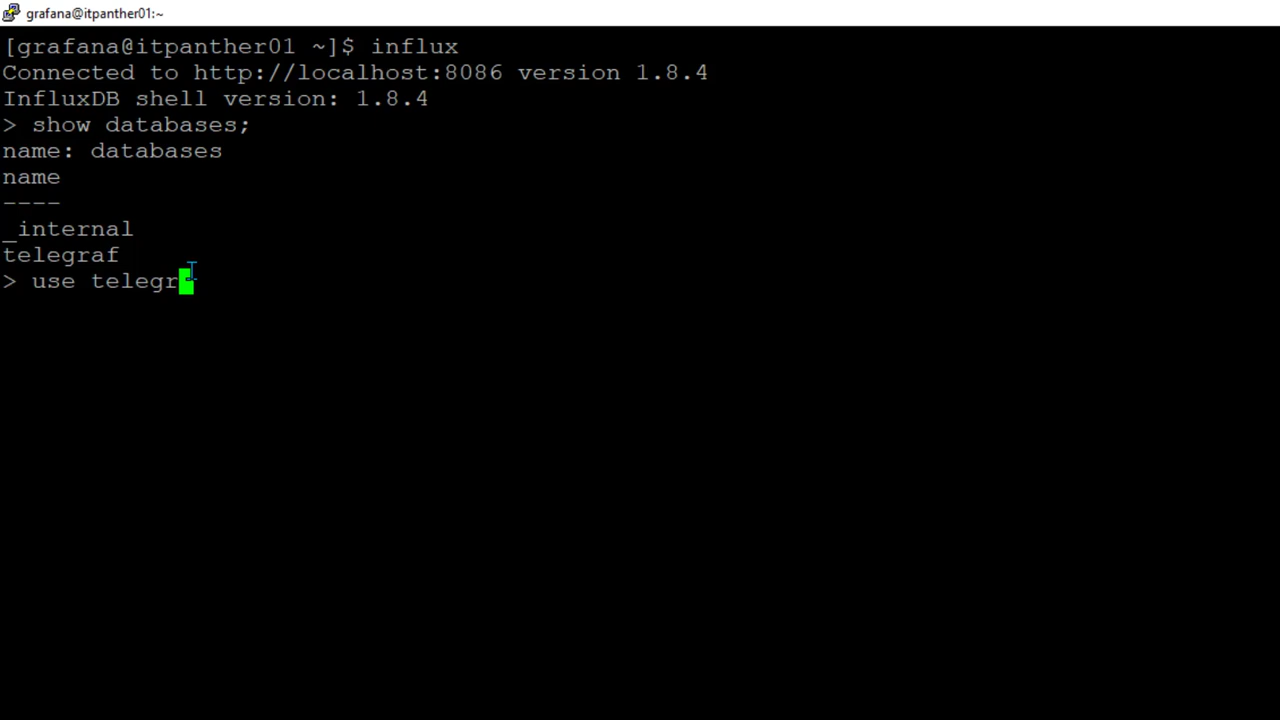 grafana@itpanther01:~
[grafana@itpanther01 ~]$ influx
Connected to http://localhost:8086 version 1.8.4
InfluxDB shell version: 1.8.4
> show databases;
name: databases
name
----
_internal
telegraf
> use telegr